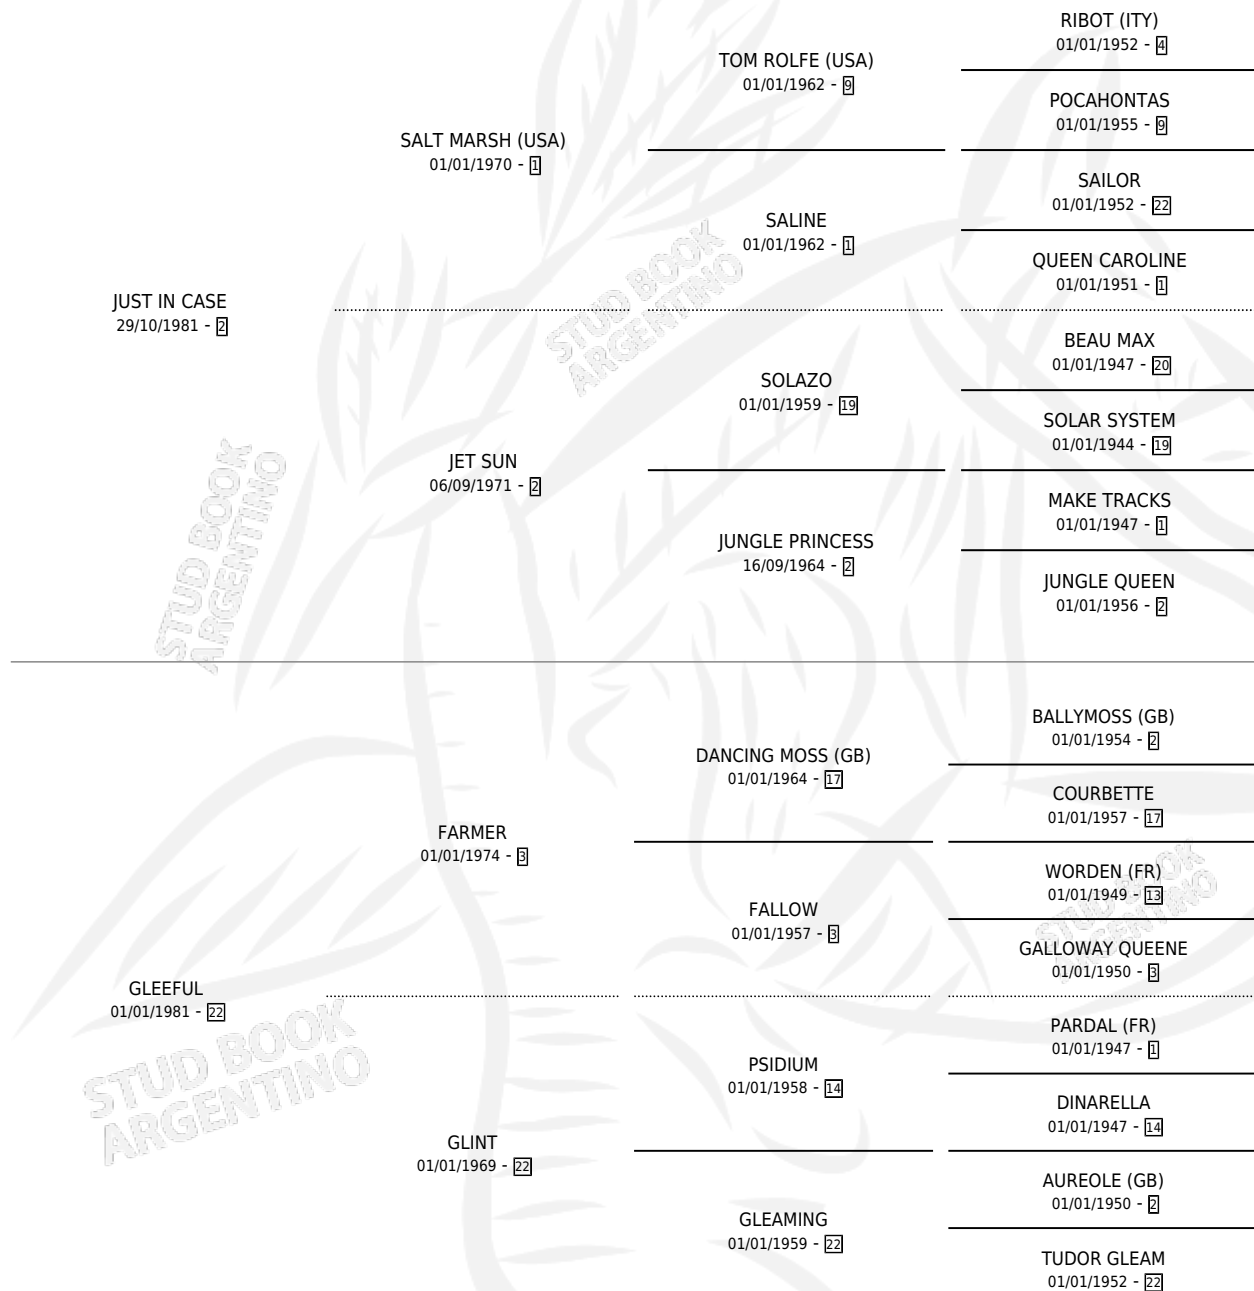 RIBOT (ITY)
01/01/1952 - 4
TOM ROLFE (USA)
01/01/1962 - 9
POCAHONTAS
01/01/1955 - 9
SALT MARSH (USA)
01/01/1970 - 1
SAILOR
01/01/1952 - 22
SALINE
01/01/1962 - 1
QUEEN CAROLINE
01/01/1951 - 1
JUST IN CASE
29/10/1981 - 2
STUD BOOK
ARGENTINO
BEAU MAX
01/01/1947 - 20
SOLAZO
01/01/1959 - 19
SOLAR SYSTEM
01/01/1944 - 19
JET SUN
06/09/1971 - 2
MAKE TRACKS
01/01/1947 - 1
JUNGLE PRINCESS
16/09/1964 - 2
JUNGLE QUEEN
01/01/1956 - 2
STUD BOOK
ARGENTINO
BALLYMOSS (GB)
01/01/1954 - 2
DANCING MOSS (GB)
01/01/1964 - 17
COURBETTE
01/01/1957 - 17
FARMER
01/01/1974 - 3
WORDEN (FR)
01/01/1949 - 13
FALLOW
01/01/1957 - 3
STUD BOOK
ARGENTINO
GALLOWAY QUEENE
01/01/1950 - 3
GLEEFUL
01/01/1981 - 22
STUD BOOK
ARGENTINO
PARDAL (FR)
01/01/1947 - 1
PSIDIUM
01/01/1958 - 14
DINARELLA
01/01/1947 - 14
GLINT
01/01/1969 - 22
AUREOLE (GB)
01/01/1950 - 2
GLEAMING
01/01/1959 - 22
TUDOR GLEAM
01/01/1952 - 22